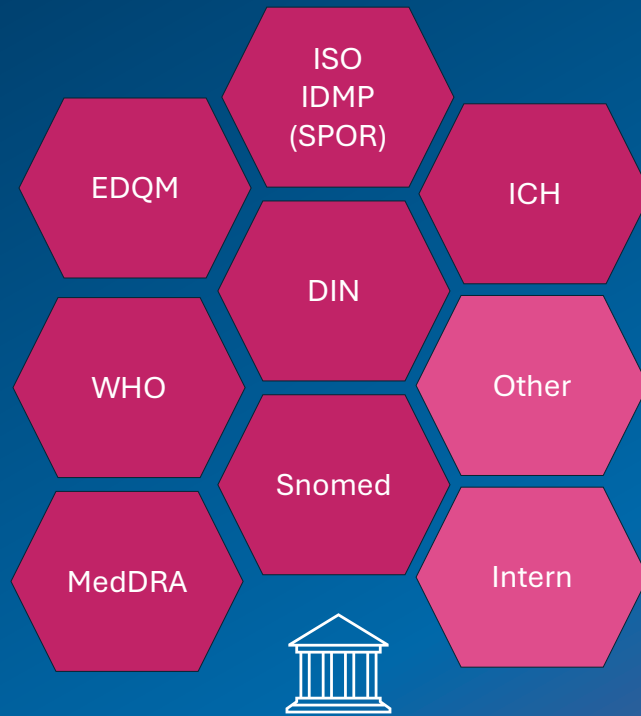 ISO
IDMP
(SPOR)
EDQM
ICH
DIN
WHO
Other
Snomed
MedDRA
Intern